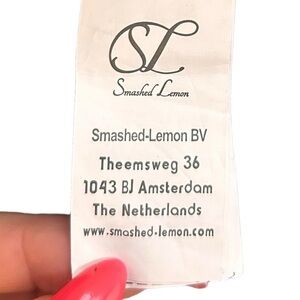 SL
Smashed Lemon
Smashed-Lemon BV
Theemsweg 36
1043 BJ Amsterdam
The Netherlands
www.smashed-lemon.com